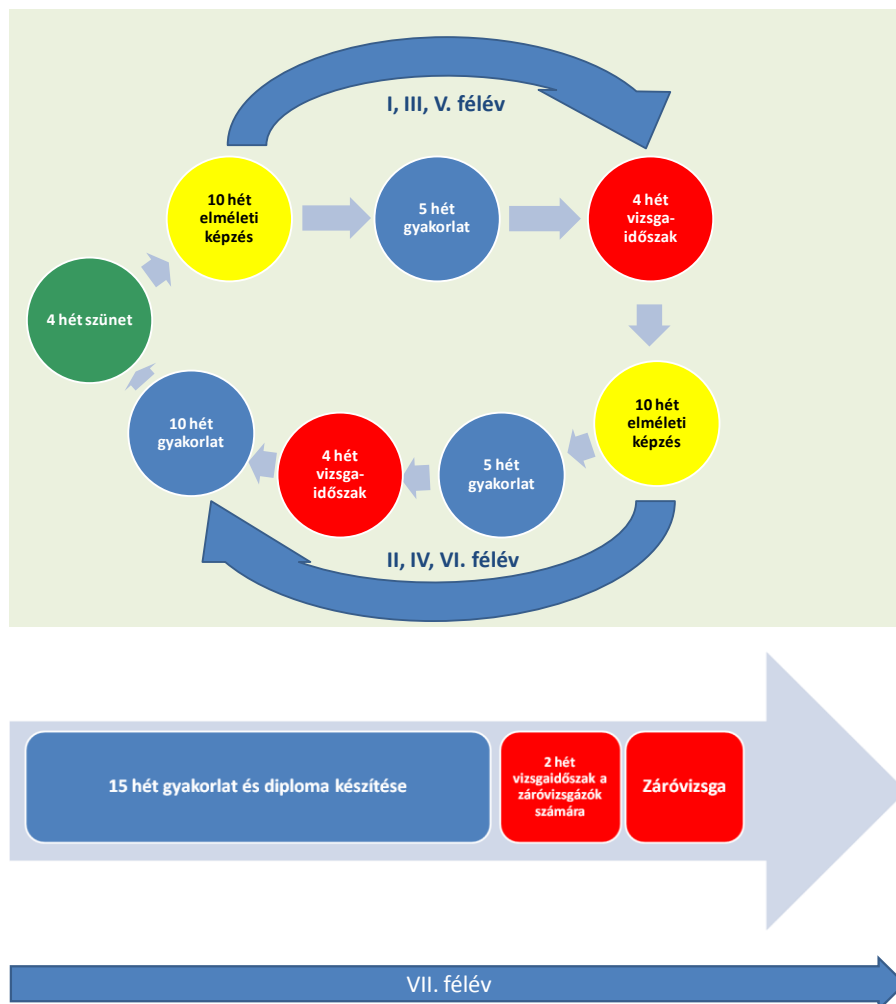 I, III, V. félév
10 hét
elméleti
képzés
5 hét
gyakorlat
4 hét
vizsga-
időszak
4 hét szünet
10 hét
gyakorlat
4 hét
vizsga-
időszak
5 hét
gyakorlat
10 hét
elméleti
képzés
II, IV, VI. félév
15 hét gyakorlat és diploma készítése
2 hét
vizsgaidőszak a
záróvizsgázók
számára
Záróvizsga
VII. félév